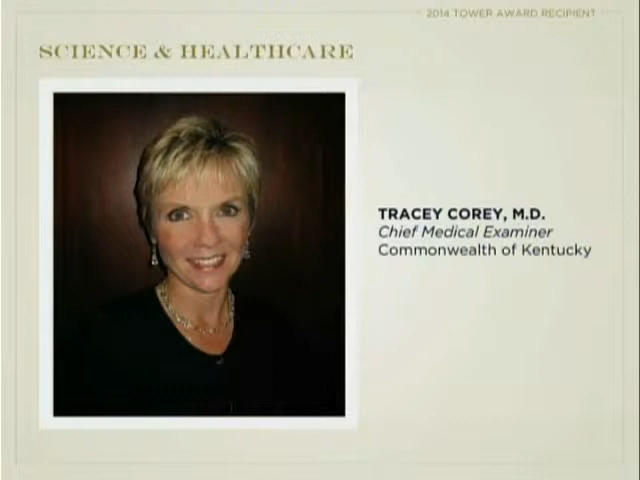 2014 TOWER AWARD RECIPIENT
SCIENCE & HEALTHCARE
TRACEY COREY, M.D.
Chief Medical Examiner
Commonwealth of Kentucky